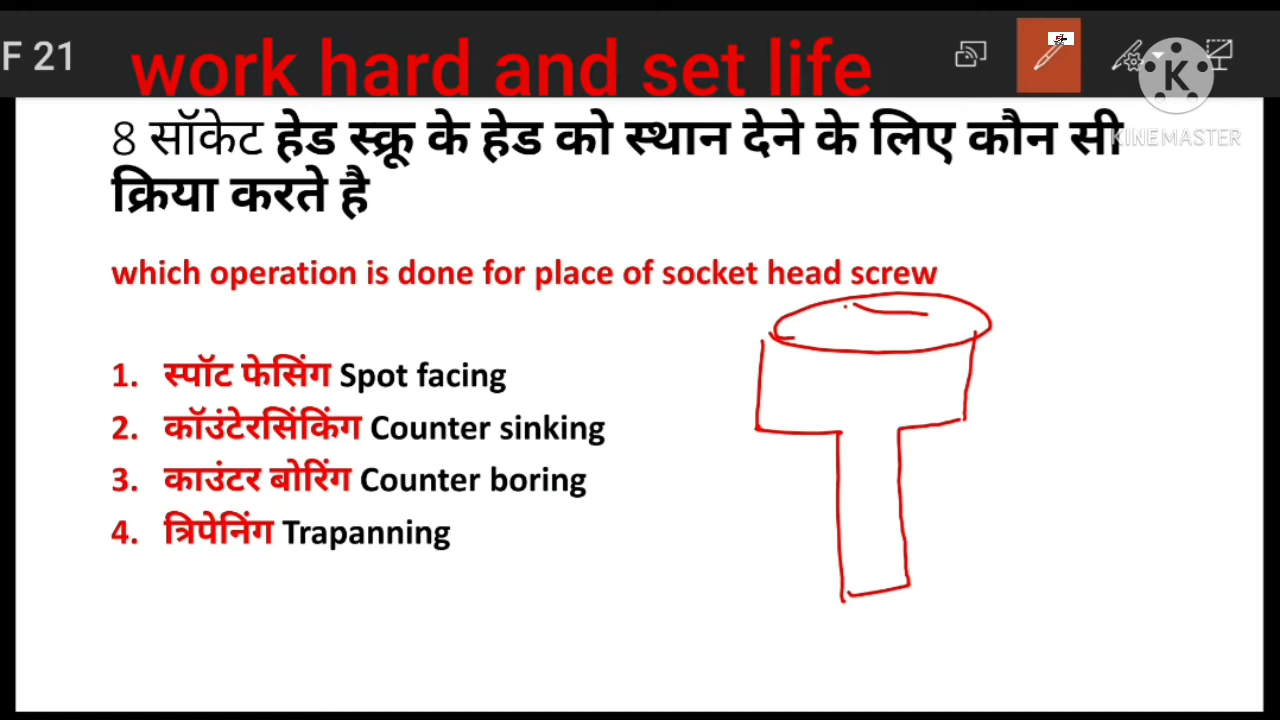 F 21
work hard and set life
KINEMASTER
8 सॉकेट हेड स्क्रू के हेड को स्थान देने के लिए कौन सी
क्रिया करते है
which operation is done for place of socket head screw
1. स्पॉट फेसिंग Spot facing
2. कॉउंटेरसिंकिंग Counter sinking
3. काउंटर बोरिंग Counter boring
4. त्रिपेनिंग Trapanning